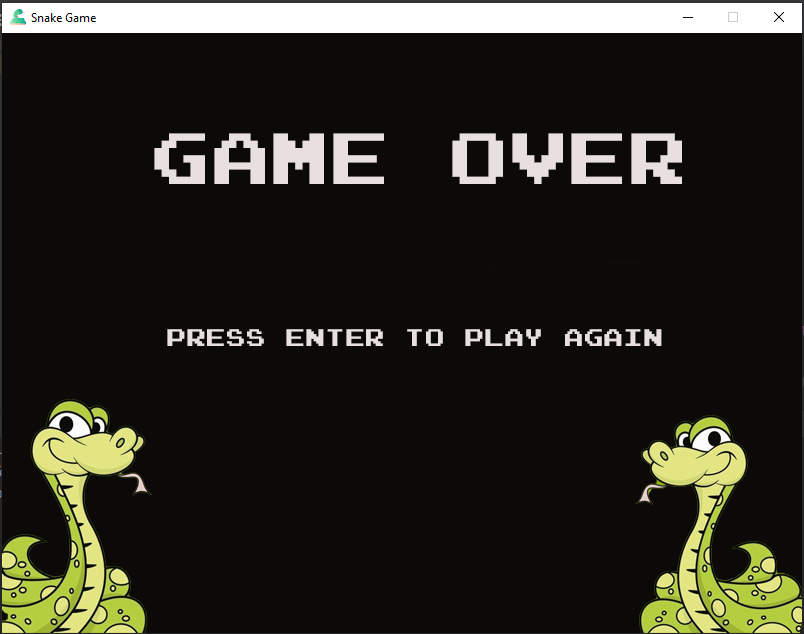 Snake Game
GAME OVER
PRESS ENTER TO PLAY AGAIN